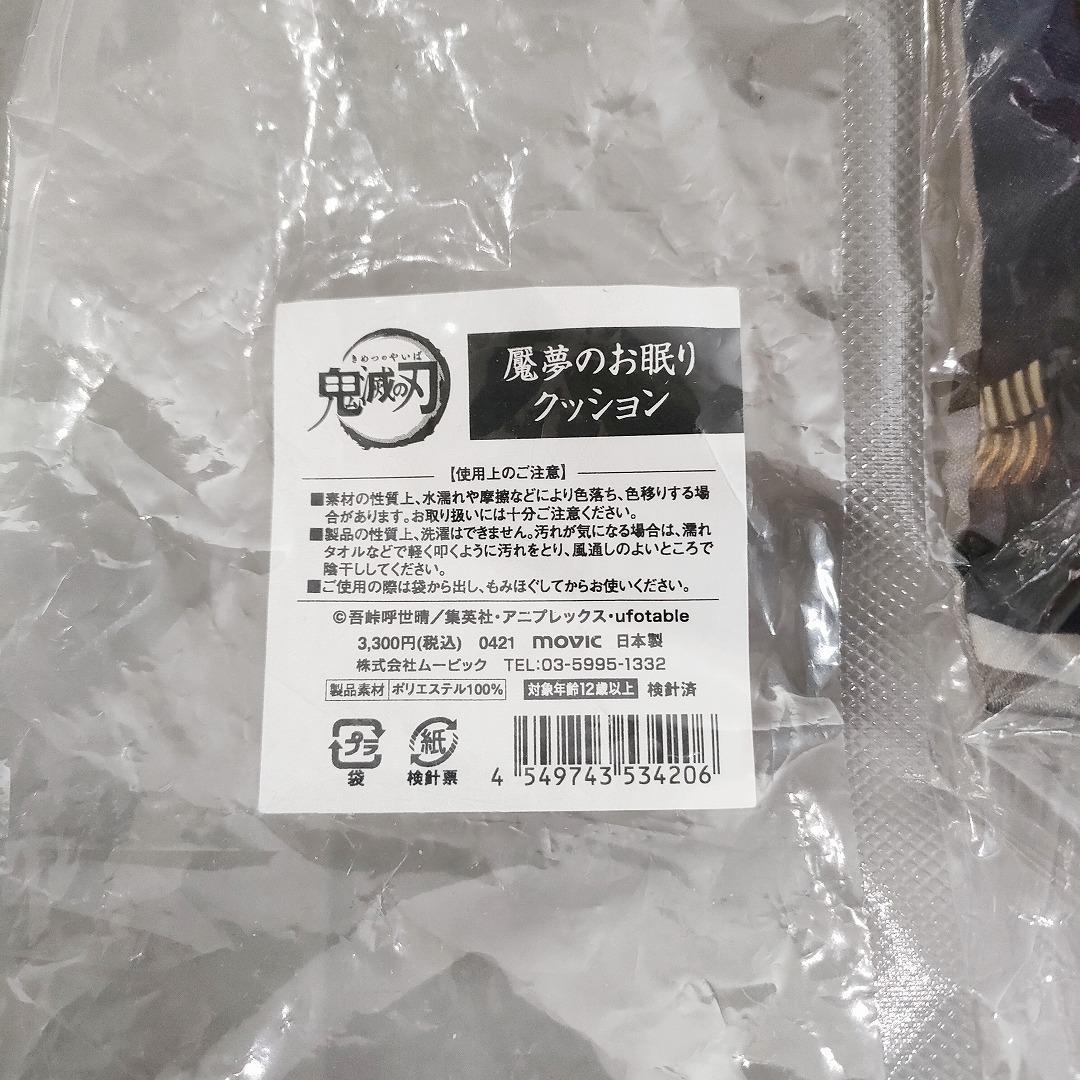 きめつのやいば
鬼滅の刃
魘夢のお眠り
クッション
【使用上のご注意】
■素材の性質上、水濡れや摩擦などにより色落ち、色移りする場
合があります。お取り扱いには十分ご注意ください。
■製品の性質上、洗濯はできません。汚れが気になる場合は、濡れ
タオルなどで軽く叩くように汚れをとり、風通しのよいところで
陰干ししてください。
■ご使用の際は袋から出し、もみほぐしてからお使いください。
©吾峠呼世晴／集英社・アニプレックス・ufotable
3,300円(税込) 0421 movic 日本製
株式会社ムービック TEL:03-5995-1332
製品素材 ポリエステル100% 対象年齢12歳以上 検針済
プラ 紙
袋 検針票
4 549743 534206